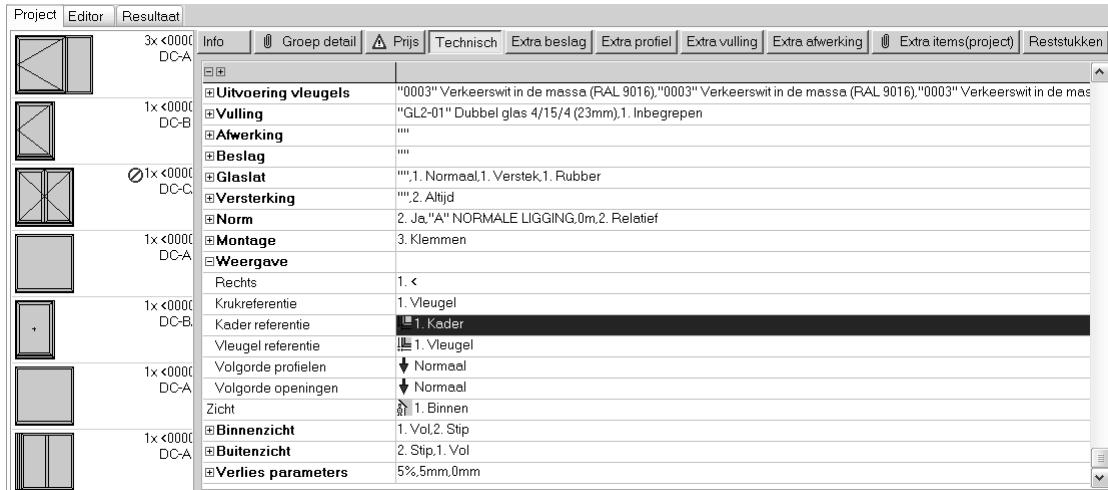 Project Editor Resultaat
Info Groep detail Prijs Technisch Extra beslag Extra profiel Extra vulling Extra afwerking Extra items(project) Reststukken
3x <0000
DC-A
1x <0000
DC-B
1x <0000
DC-C.
1x <0000
DC-A
1x <0000
DC-B.
1x <0000
DC-A
1x <0000
DC-A
Uitvoering vleugels "0003" Verkeerswit in de massa (RAL 9016),"0003" Verkeerswit in de massa (RAL 9016),"0003" Verkeerswit in de mas
Vulling "GL2-01" Dubbel glas 4/15/4 (23mm),1. Inbegrepen
Afwerking ""
Beslag ""
Glaslat "",1. Normaal,1. Verstek,1. Rubber
Versterking "",2. Altijd
Norm 2. Ja,"A" NORMALE LIGGING,0m,2. Relatief
Montage 3. Klemmen
Weergave
Rechts 1. <
Krukreferentie 1. Vleugel
Kader referentie 1. Kader
Vleugel referentie 1. Vleugel
Volgorde profielen Normaal
Volgorde openingen Normaal
Zicht 1. Binnen
Binnenzicht 1. Vol,2. Stip
Buitenzicht 2. Stip,1. Vol
Verlies parameters 5%,5mm,0mm